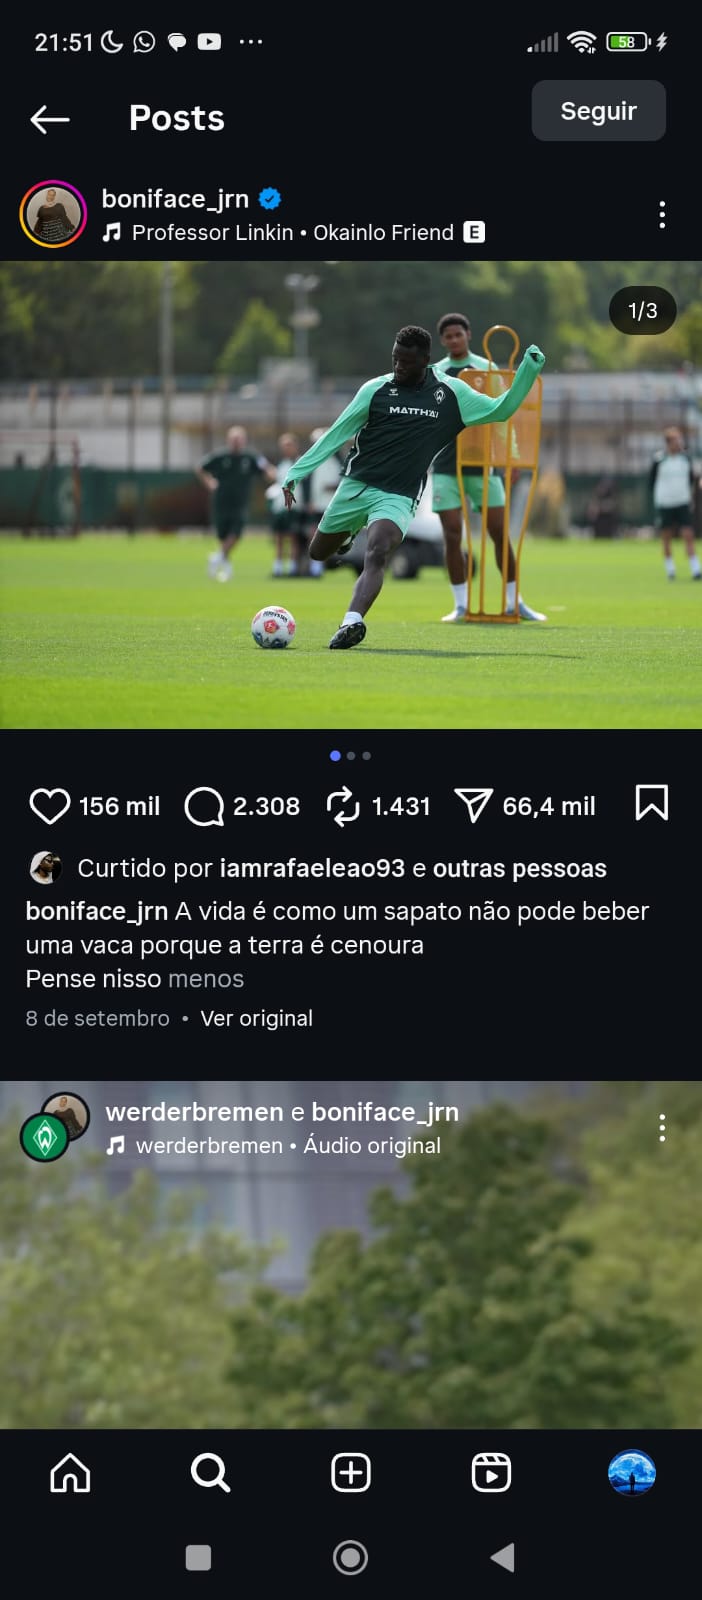 21:51
58
Posts
Seguir
boniface_jrn
Professor Linkin • Okainlo Friend E
1/3
MATTHÄI
156 mil 2.308 1.431 66,4 mil
Curtido por iamrafaeleao93 e outras pessoas
boniface_jrn A vida é como um sapato não pode beber
uma vaca porque a terra é cenoura
Pense nisso menos
8 de setembro • Ver original
werderbremen e boniface_jrn
werderbremen • Áudio original